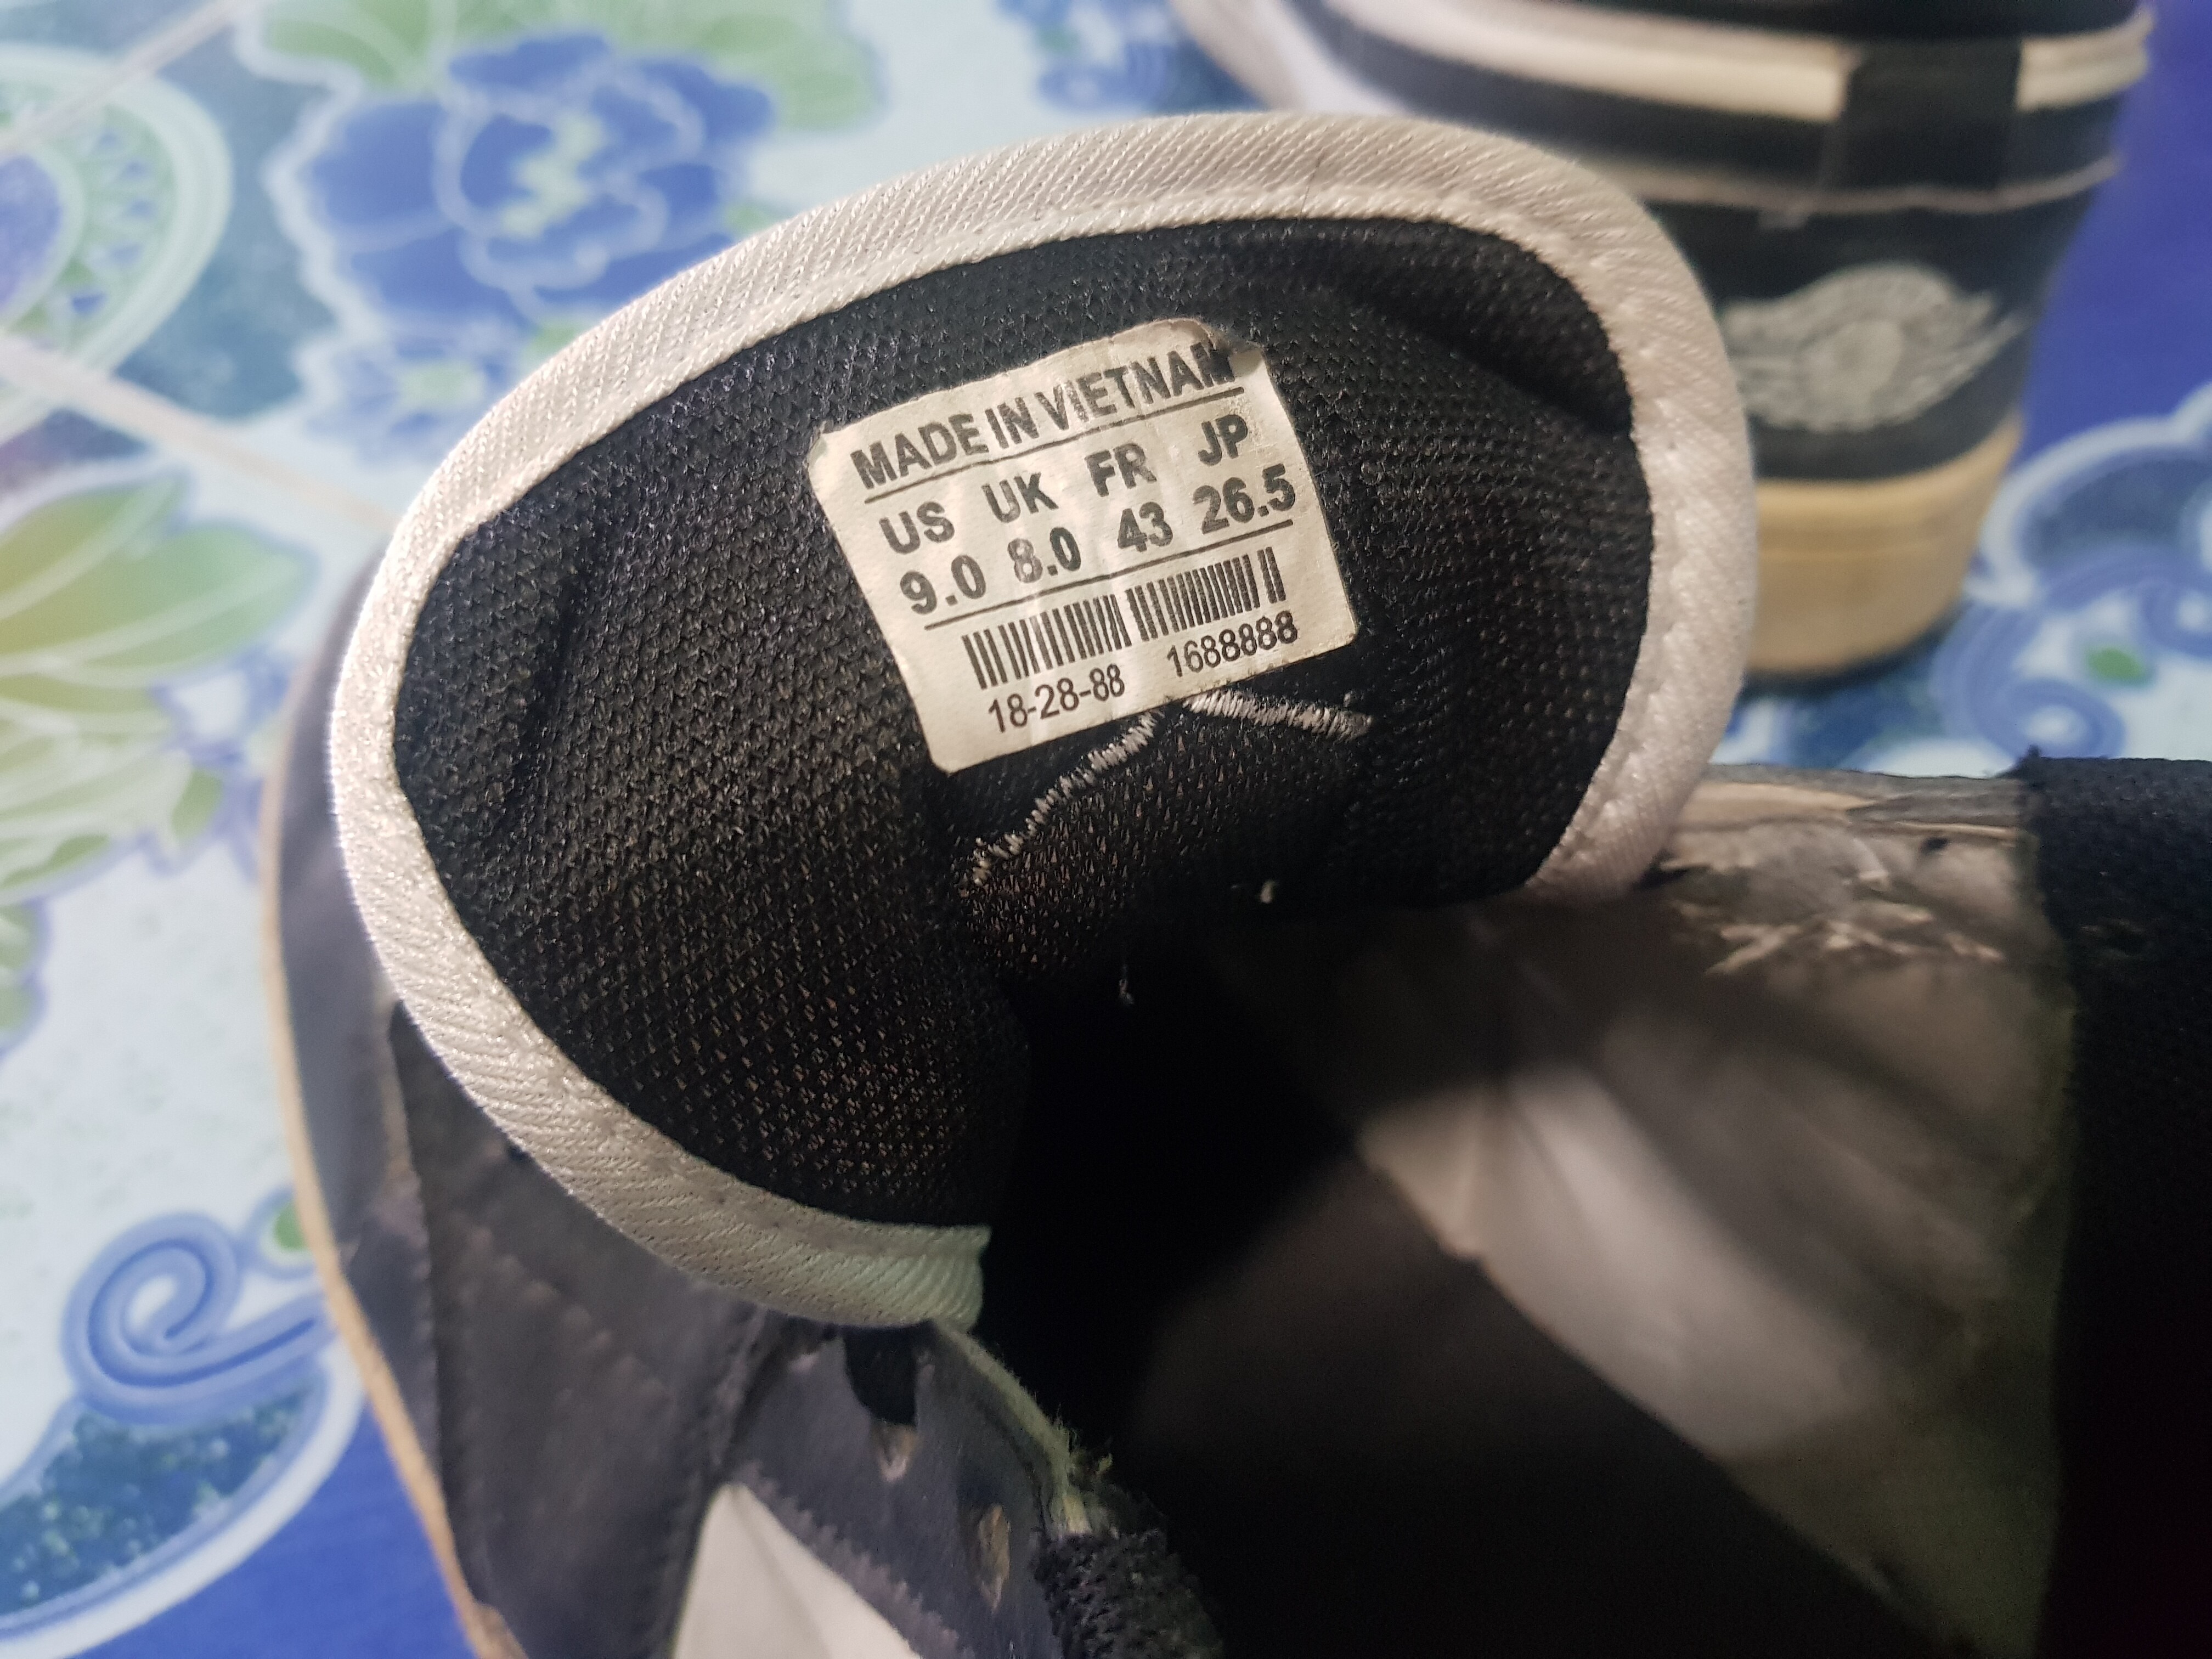 MADE IN VIETNAM
US UK FR JP
9.0 8.0 43 26.5
18-28-88 1688888